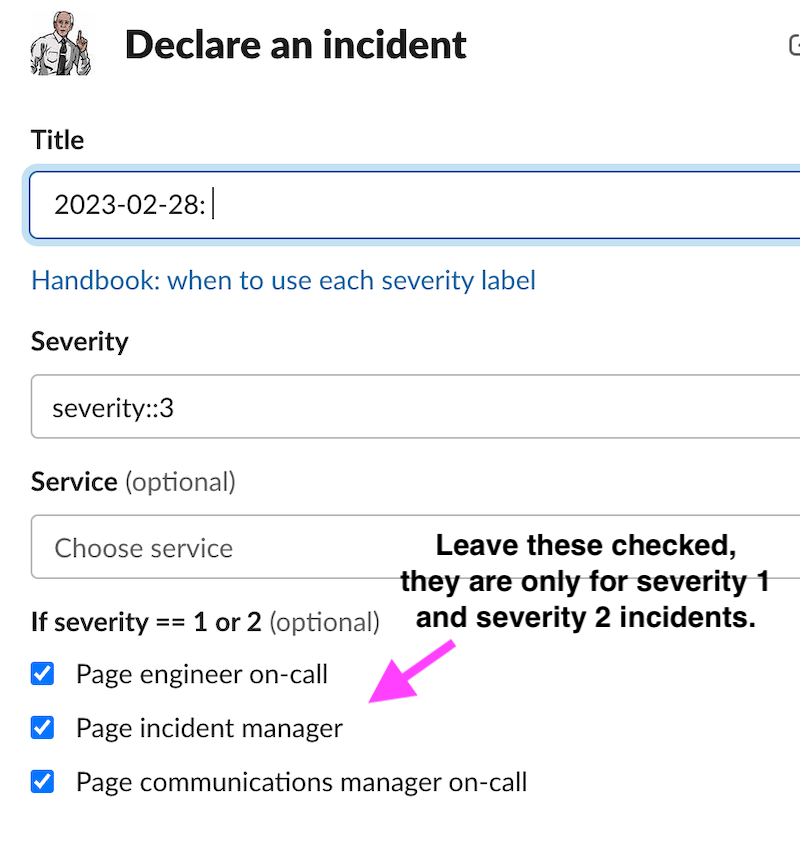 Declare an incident
Title
2023-02-28:
Handbook: when to use each severity label
Severity
severity::3
Service (optional)
Choose service
Leave these checked,
they are only for severity 1
and severity 2 incidents.
If severity == 1 or 2 (optional)
Page engineer on-call
Page incident manager
Page communications manager on-call